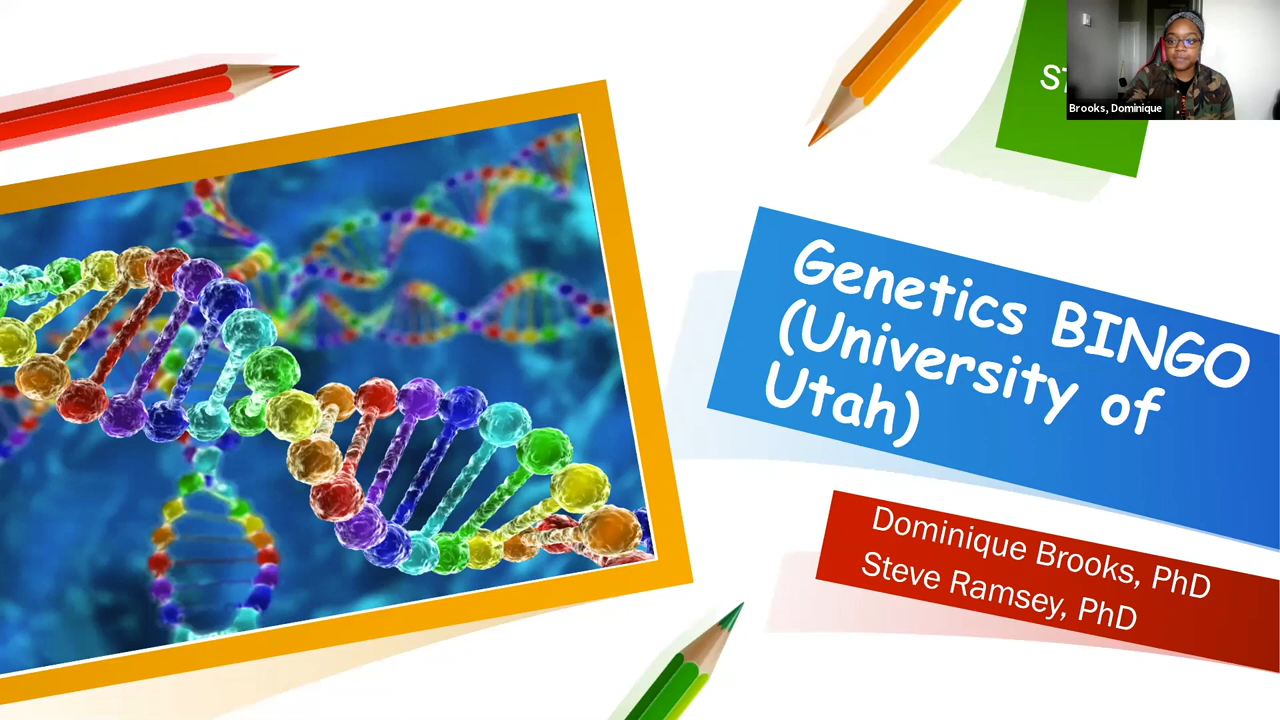 Brooks, Dominique
Genetics BINGO
(University of
Utah)
Dominique Brooks, PhD
Steve Ramsey, PhD